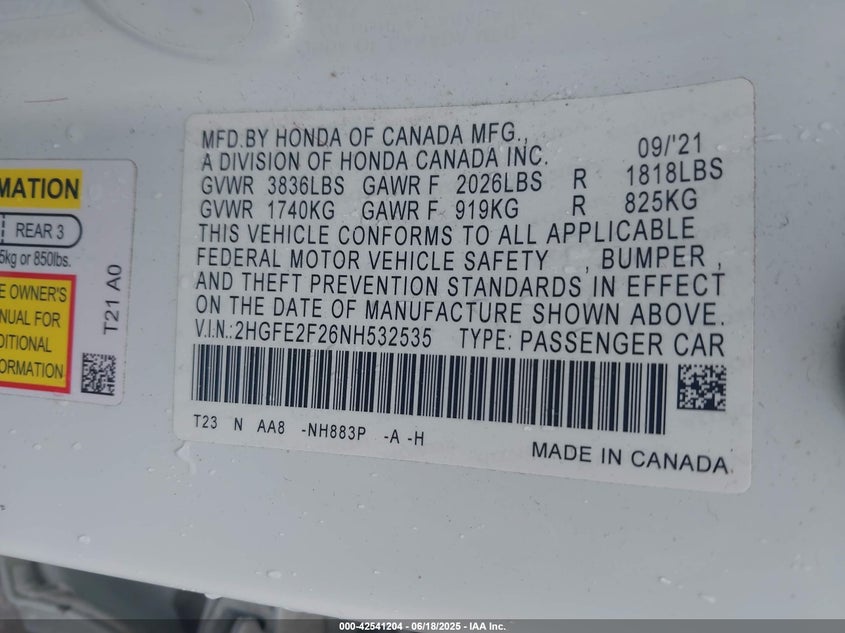 MATION
REAR 3
5kg or 850lbs.
E OWNER'S
NUAL FOR
DITIONAL
ORMATION
T21 A0
MFD.BY HONDA OF CANADA MFG., 09/'21
A DIVISION OF HONDA CANADA INC.
GVWR 3836LBS GAWR F 2026LBS R 1818LBS
GVWR 1740KG GAWR F 919KG R 825KG
THIS VEHICLE CONFORMS TO ALL APPLICABLE
FEDERAL MOTOR VEHICLE SAFETY , BUMPER ,
AND THEFT PREVENTION STANDARDS IN EFFECT
ON THE DATE OF MANUFACTURE SHOWN ABOVE.
V.I.N.:2HGFE2F26NH532535 TYPE: PASSENGER CAR
T23 N AA8 -NH883P -A -H
MADE IN CANADA
000-42541204 - 06/18/2025 - IAA Inc.